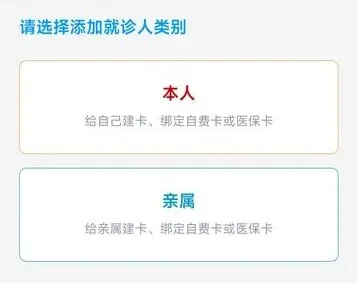 请选择添加就诊人类别
本人
给自己建卡、绑定自费卡或医保卡
亲属
给亲属建卡、绑定自费卡或医保卡